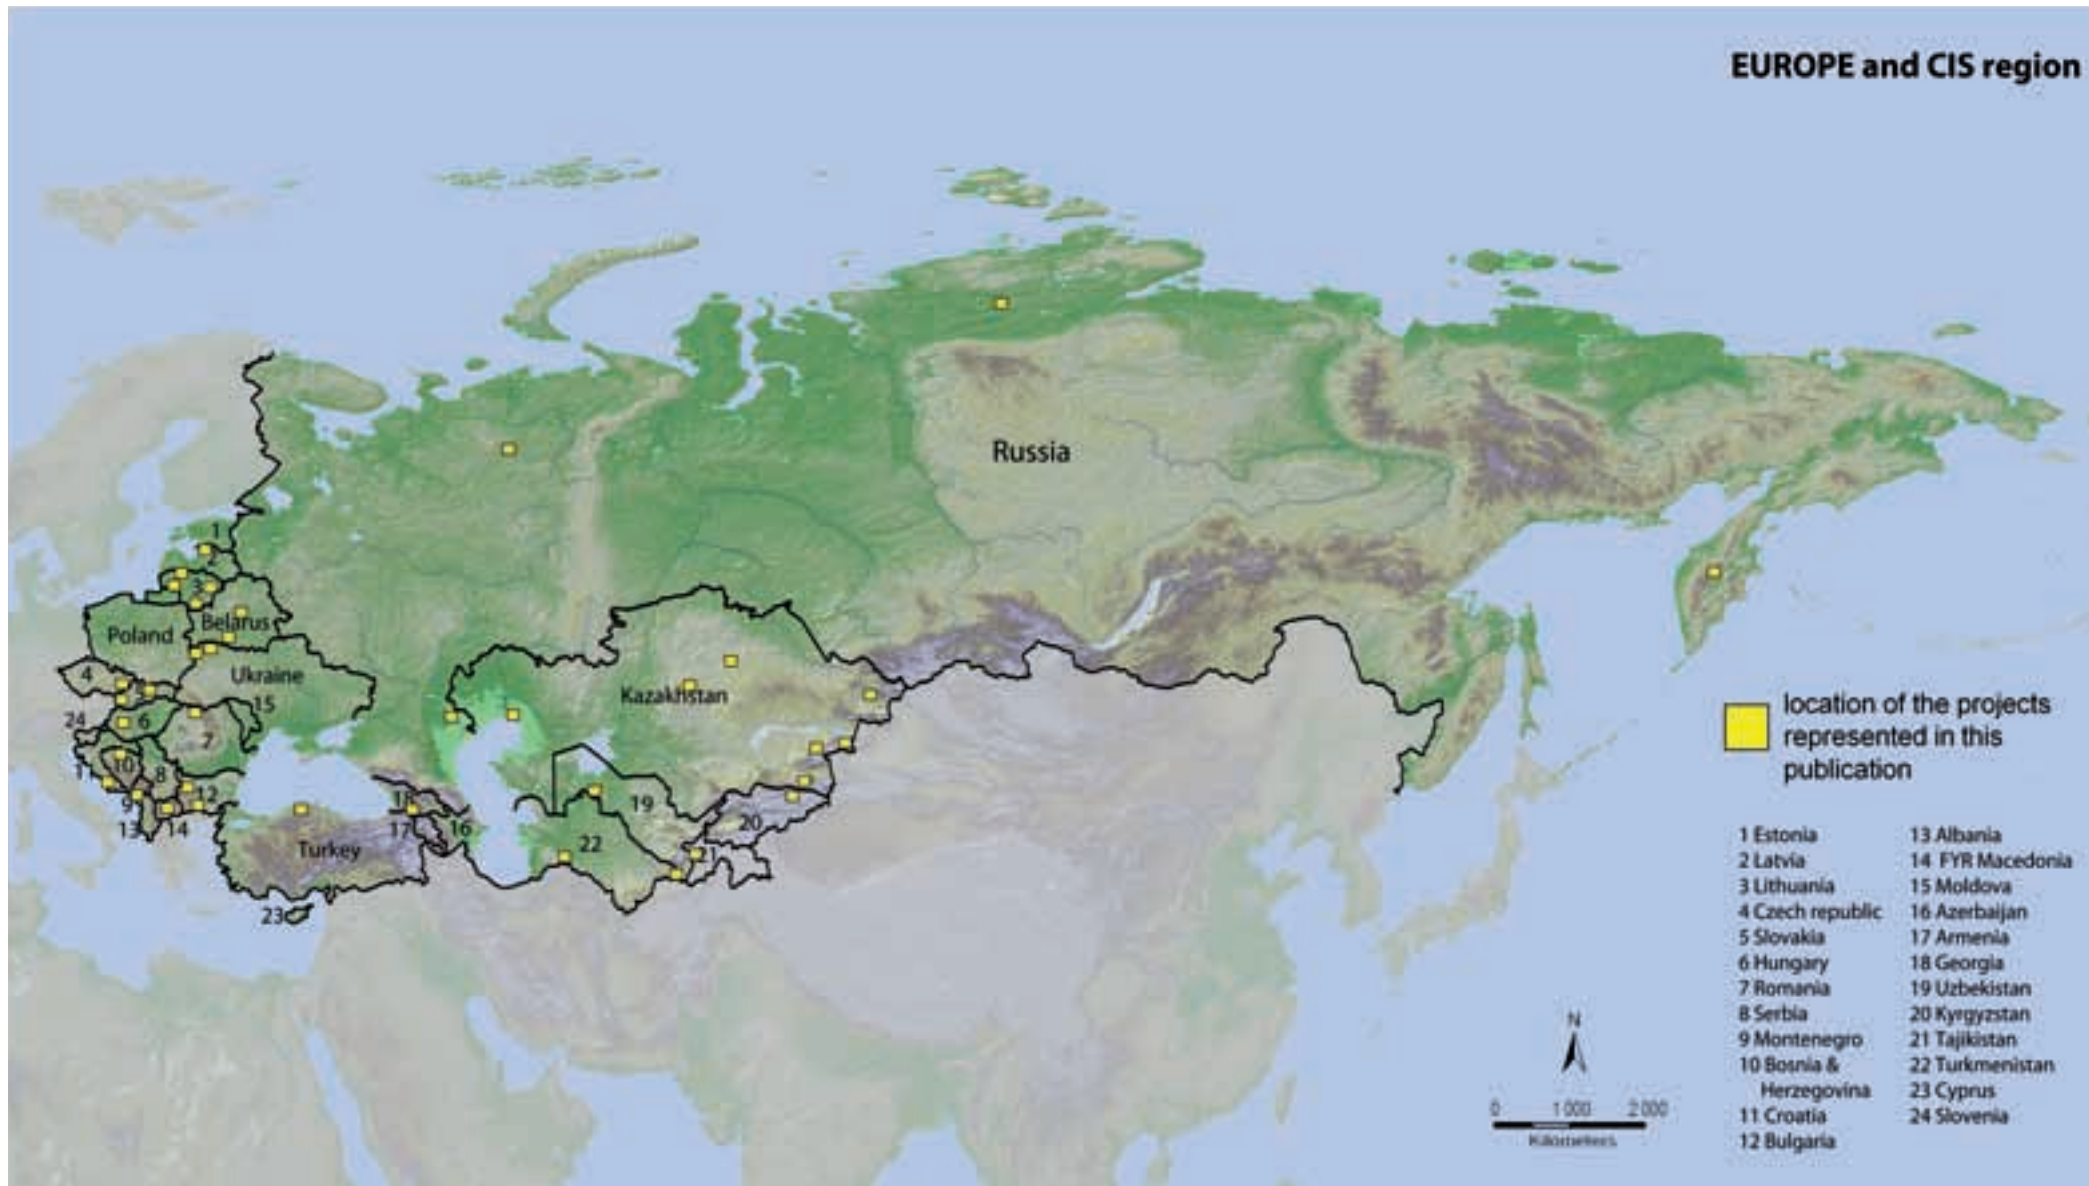 EUROPE and CIS region
Russia
1
2
3
Belarus
Poland
Ukraine
4
Kazakhstan
15
24
6
7
10
11
8
9
12
19
20
13
14
17
16
22
Turkey
23
location of the projects
represented in this
publication
1 Estonia
2 Latvia
3 Lithuania
4 Czech republic
5 Slovakia
6 Hungary
7 Romania
8 Serbia
9 Montenegro
10 Bosnia &
Herzegovina
11 Croatia
12 Bulgaria
13 Albania
14 FYR Macedonia
15 Moldova
16 Azerbaijan
17 Armenia
18 Georgia
19 Uzbekistan
20 Kyrgyzstan
21 Tajikistan
22 Turkmenistan
23 Cyprus
24 Slovenia
N
0 1 000 2 000
Kilometers